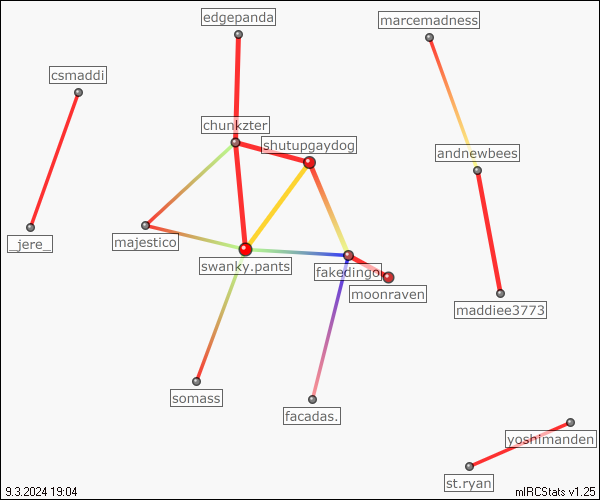 edgepanda
marcemadness
csmaddi
chunkzter
shutupgaydog
andnewbees
_jere_
majestico
swanky.pants
fakedingo
moonraven
maddiee3773
somass
facadas.
yoshimanden
st.ryan
9.3.2024 19:04
mIRCStats v1.25